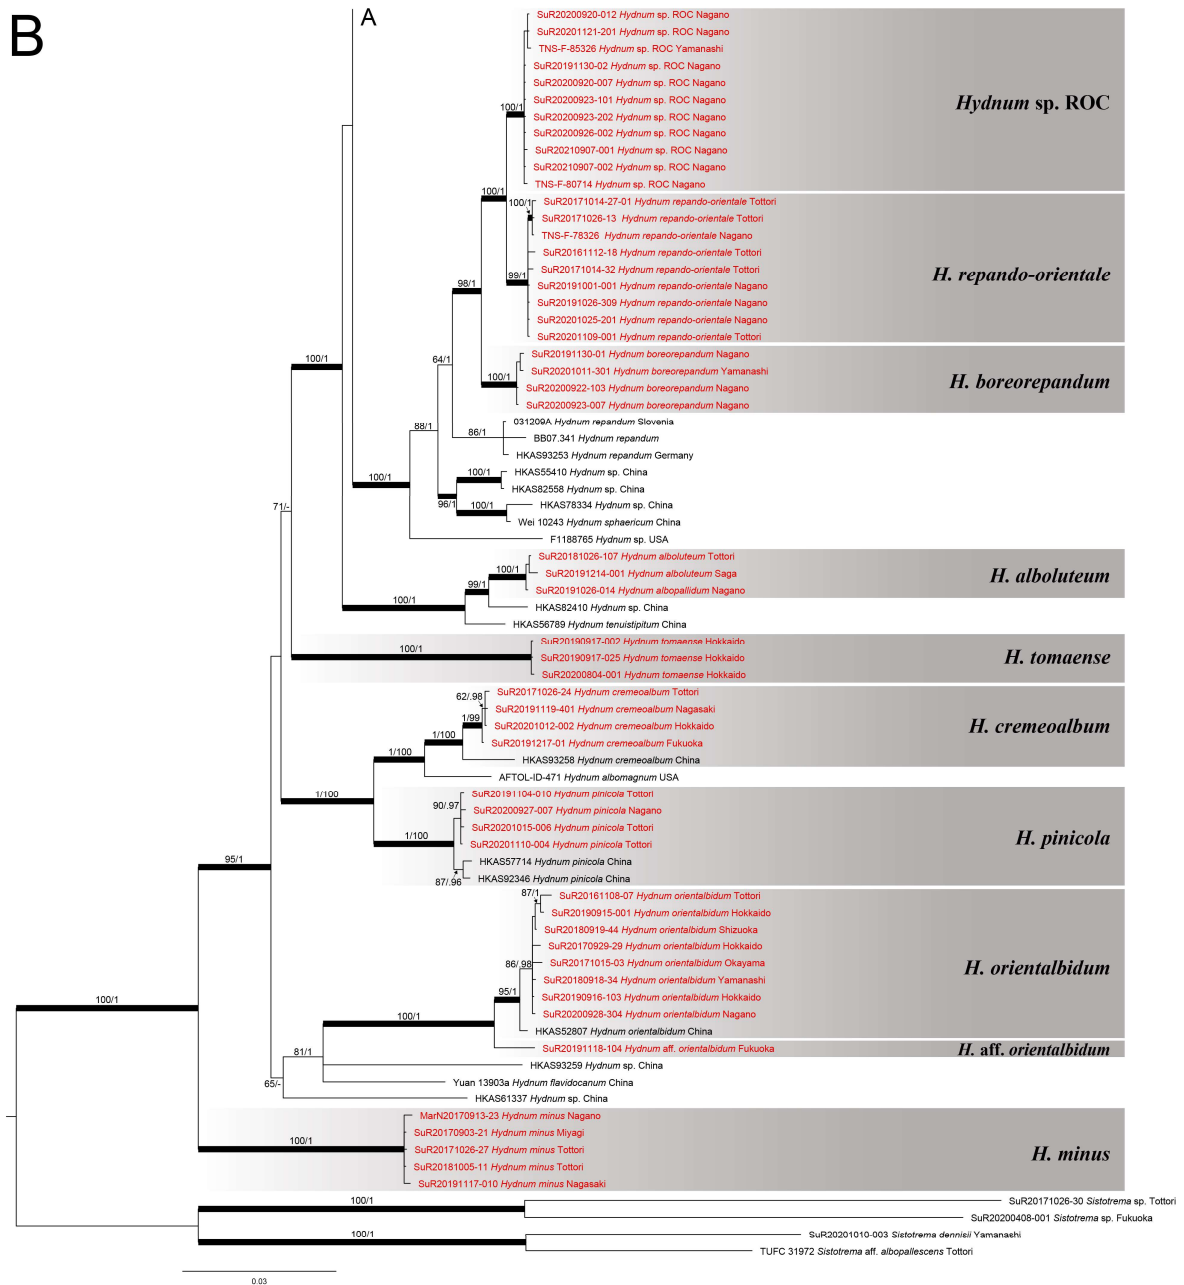 B
A
SuR20200920-012 Hydnum sp. ROC Nagano
SuR20201121-201 Hydnum sp. ROC Nagano
TNS-F-85326 Hydnum sp. ROC Yamanashi
SuR20191130-02 Hydnum sp. ROC Nagano
SuR20200920-007 Hydnum sp. ROC Nagano
SuR20200923-101 Hydnum sp. ROC Nagano
Hydnum sp. ROC
100/1
SuR20200923-202 Hydnum sp. ROC Nagano
SuR20200926-002 Hydnum sp. ROC Nagano
SuR20210907-001 Hydnum sp. ROC Nagano
SuR20210907-002 Hydnum sp. ROC Nagano
TNS-F-80714 Hydnum sp. ROC Nagano
100/1
100/1
SuR20171014-27-01 Hydnum repando-orientale Tottori
SuR20171026-13 Hydnum repando-orientale Tottori
TNS-F-78326 Hydnum repando-orientale Nagano
SuR20161112-18 Hydnum repando-orientale Tottori
SuR20171014-32 Hydnum repando-orientale Tottori
H. repando-orientale
99/1
98/1
SuR20191001-001 Hydnum repando-orientale Nagano
SuR20191026-309 Hydnum repando-orientale Nagano
SuR20201025-201 Hydnum repando-orientale Nagano
SuR20201109-001 Hydnum repando-orientale Tottori
100/1
64/1
SuR20191130-01 Hydnum boreorepandum Nagano
SuR20201011-301 Hydnum boreorepandum Yamanashi
100/1
H. boreorepandum
SuR20200922-103 Hydnum boreorepandum Nagano
SuR20200923-007 Hydnum boreorepandum Nagano
88/1
031209A Hydnum repandum Slovenia
86/1
BB07.341 Hydnum repandum
HKAS93253 Hydnum repandum Germany
100/1
100/1
HKAS55410 Hydnum sp. China
HKAS82558 Hydnum sp. China
96/1
100/1
HKAS78334 Hydnum sp. China
Wei 10243 Hydnum sphaericum China
71/-
F1188765 Hydnum sp. USA
SuR20181026-107 Hydnum alboluteum Tottori
100/1
SuR20191214-001 Hydnum alboluteum Saga
H. alboluteum
99/1
SuR20191026-014 Hydnum albopallidum Nagano
100/1
HKAS82410 Hydnum sp. China
HKAS56789 Hydnum tenuistipitum China
SuR20190917-002 Hydnum tomaense Hokkaido
100/1
SuR20190917-025 Hydnum tomaense Hokkaido
H. tomaense
SuR20200804-001 Hydnum tomaense Hokkaido
62/.98
SuR20171026-24 Hydnum cremeoalbum Tottori
SuR20191119-401 Hydnum cremeoalbum Nagasaki
1/99
SuR20201012-002 Hydnum cremeoalbum Hokkaido
H. cremeoalbum
1/100
SuR20191217-01 Hydnum cremeoalbum Fukuoka
1/100
HKAS93258 Hydnum cremeoalbum China
AFTOL-ID-471 Hydnum albomagnum USA
1/100
SuR20191104-010 Hydnum pinicola Tottori
90/.97
SuR20200927-007 Hydnum pinicola Nagano
SuR20201015-006 Hydnum pinicola Tottori
H. pinicola
1/100
SuR20201110-004 Hydnum pinicola Tottori
95/1
HKAS57714 Hydnum pinicola China
87/.96
HKAS92346 Hydnum pinicola China
87/1
SuR20161108-07 Hydnum orientalbidum Tottori
SuR20190915-001 Hydnum orientalbidum Hokkaido
SuR20180919-44 Hydnum orientalbidum Shizuoka
SuR20170929-29 Hydnum orientalbidum Hokkaido
86/.98
SuR20171015-03 Hydnum orientalbidum Okayama
H. orientalbidum
SuR20180918-34 Hydnum orientalbidum Yamanashi
95/1
SuR20190916-103 Hydnum orientalbidum Hokkaido
100/1
100/1
SuR20200928-304 Hydnum orientalbidum Nagano
HKAS52807 Hydnum orientalbidum China
81/1
SuR20191118-104 Hydnum aff. orientalbidum Fukuoka
H. aff. orientalbidum
HKAS93259 Hydnum sp. China
65/-
Yuan 13903a Hydnum flavidocanum China
HKAS61337 Hydnum sp. China
MarN20170913-23 Hydnum minus Nagano
SuR20170903-21 Hydnum minus Miyagi
100/1
SuR20171026-27 Hydnum minus Tottori
H. minus
SuR20181005-11 Hydnum minus Tottori
SuR20191117-010 Hydnum minus Nagasaki
100/1
SuR20171026-30 Sistotrema sp. Tottori
SuR20200408-001 Sistotrema sp. Fukuoka
100/1
SuR20201010-003 Sistotrema dennisii Yamanashi
TUFC 31972 Sistotrema aff. albopallescens Tottori
0.03